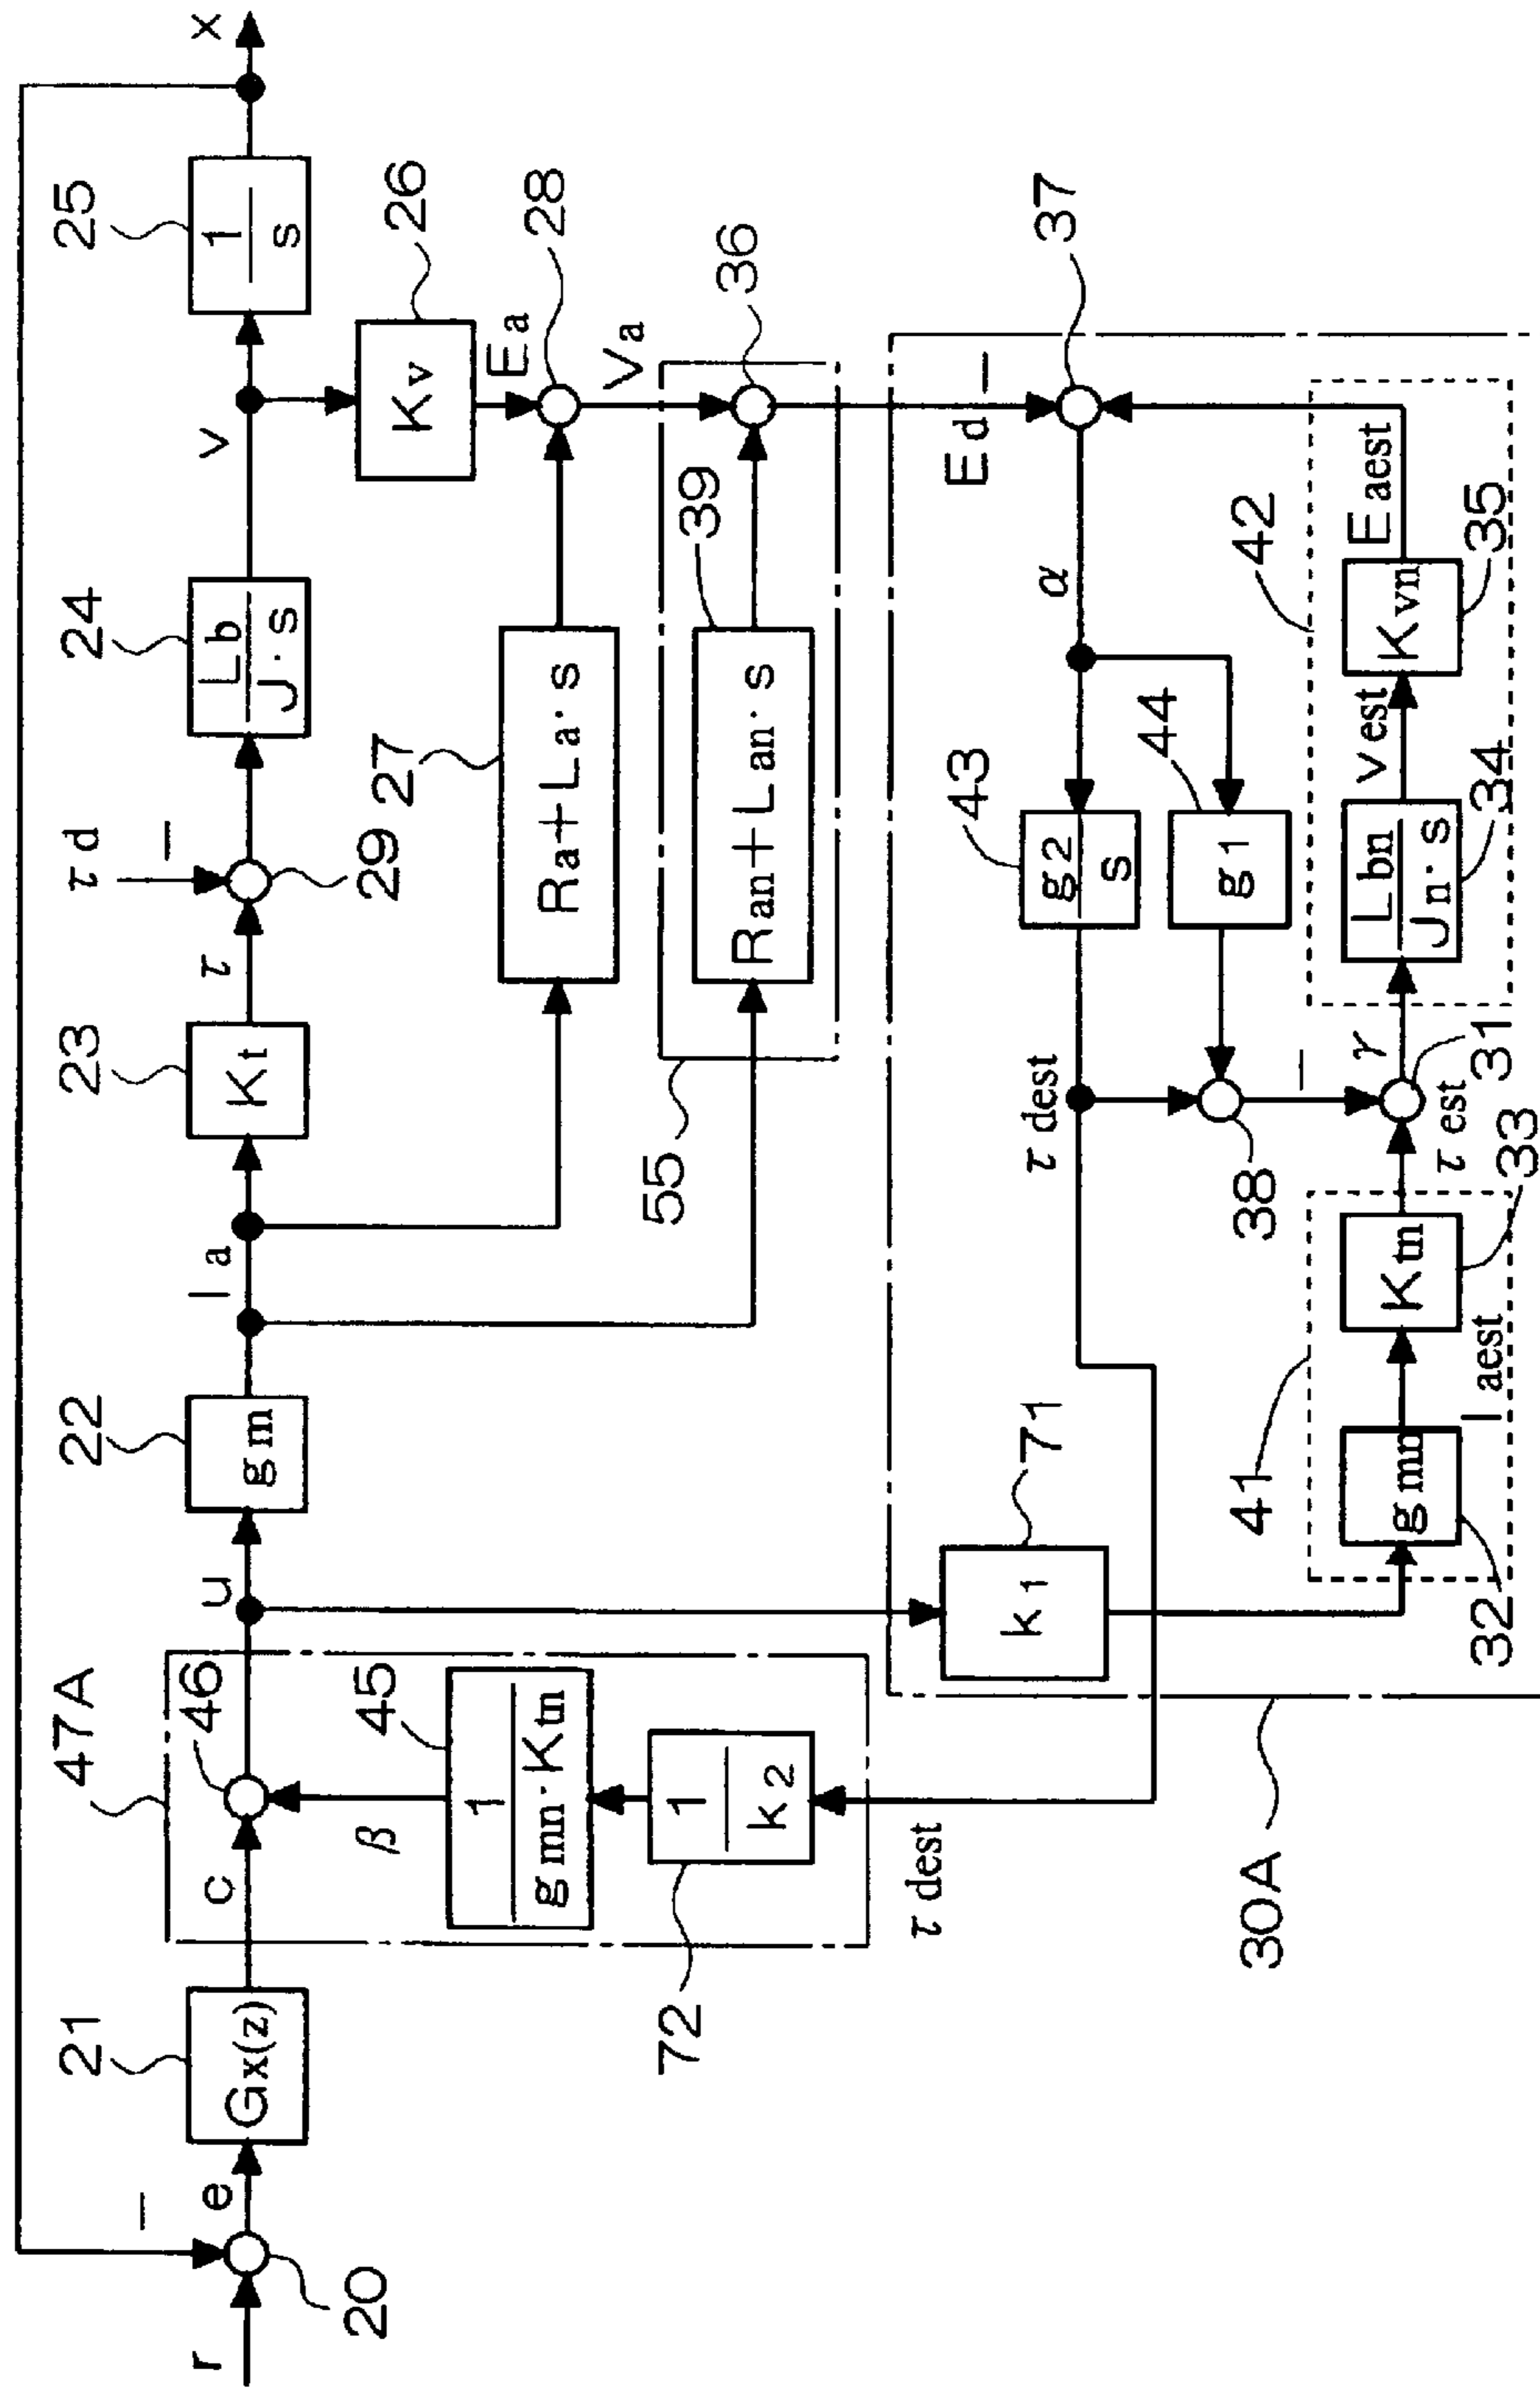 r
20
−
e
21
Gx(z)
c
47A
46
β
45
1
gmn·Ktn
1
k2
72
τdest
u
22
gm
Ia
23
Kt
τ
τd
−
29
24
Lb
J·s
v
25
1
s
x
26
Kv
Ea
28
Va
27
Ra+La·s
36
39
Ran+Lan·s
55
30A
71
k1
Ed
−
37
α
43
g2
s
44
g1
τdest
38
−
41
32
gmn
Iaest
33
Ktn
τest
31
γ
42
34
Lbn
Jn·s
vest
35
Kvn
Eaest